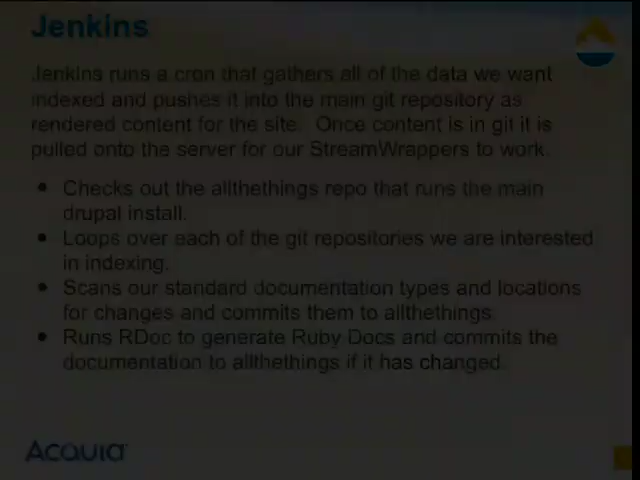 Jenkins
Jenkins runs a cron that gathers all of the data we want
indexed and pushes it into the main git repository as
rendered content for the site. Once content is in git it is
pulled onto the server for our StreamWrappers to work.
• Checks out the allthethings repo that runs the main
drupal install.
• Loops over each of the git repositories we are interested
in indexing.
• Scans our standard documentation types and locations
for changes and commits them to allthethings.
• Runs RDoc to generate Ruby Docs and commits the
documentation to allthethings if it has changed.
Acquia